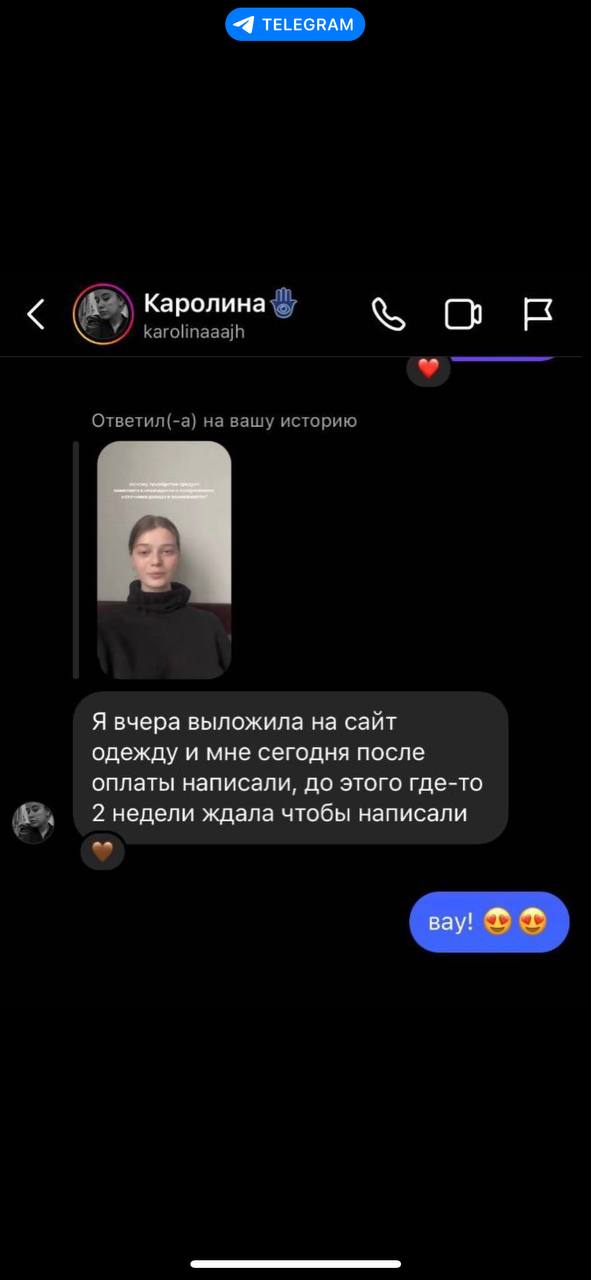 TELEGRAM
Каролина🪬
karolinaaajh
❤️
Ответил(-а) на вашу историю
Я вчера выложила на сайт
одежду и мне сегодня после
оплаты написали, до этого где-то
2 недели ждала чтобы написали
🤎
вау! 😍😍